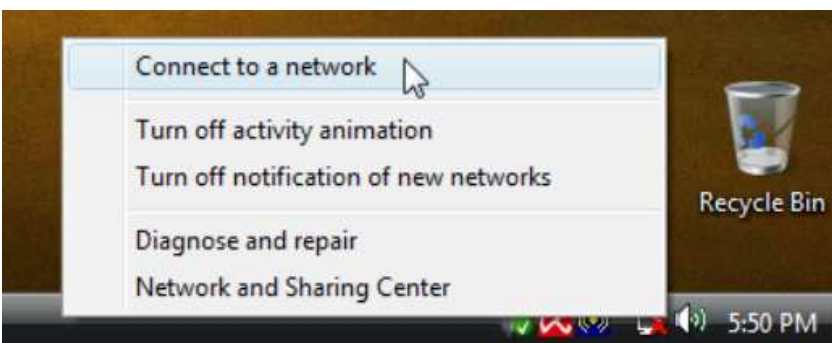 Connect to a network
Turn off activity animation
Turn off notification of new networks
Diagnose and repair
Network and Sharing Center
Recycle Bin
5:50 PM